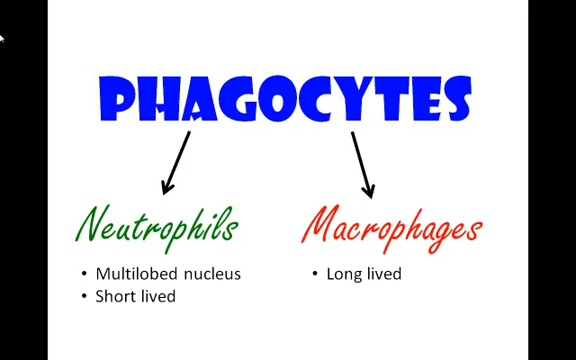 PHAGOCYTES
Neutrophils
• Multilobed nucleus
• Short lived
Macrophages
• Long lived